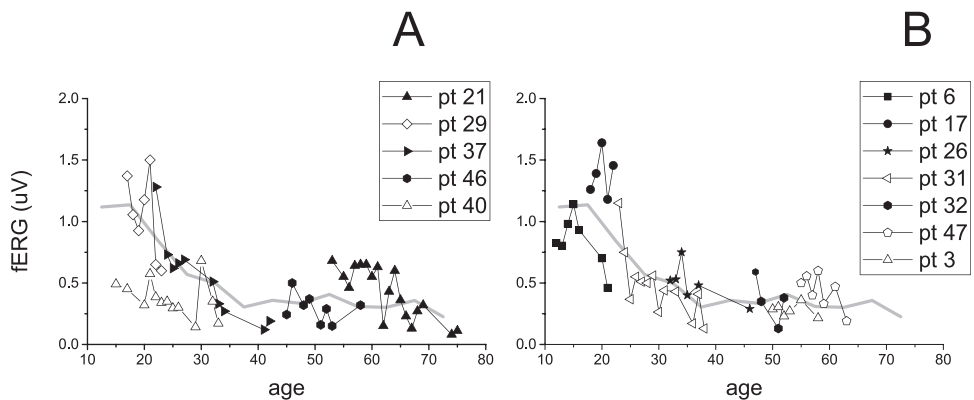 A
B
pt 21
pt 29
pt 37
pt 46
pt 40
pt 6
pt 17
pt 26
pt 31
pt 32
pt 47
pt 3
fERG (uV)
2.0
1.5
1.0
0.5
0.0
10 20 30 40 50 60 70 80
age
2.0
1.5
1.0
0.5
0.0
10 20 30 40 50 60 70 80
age